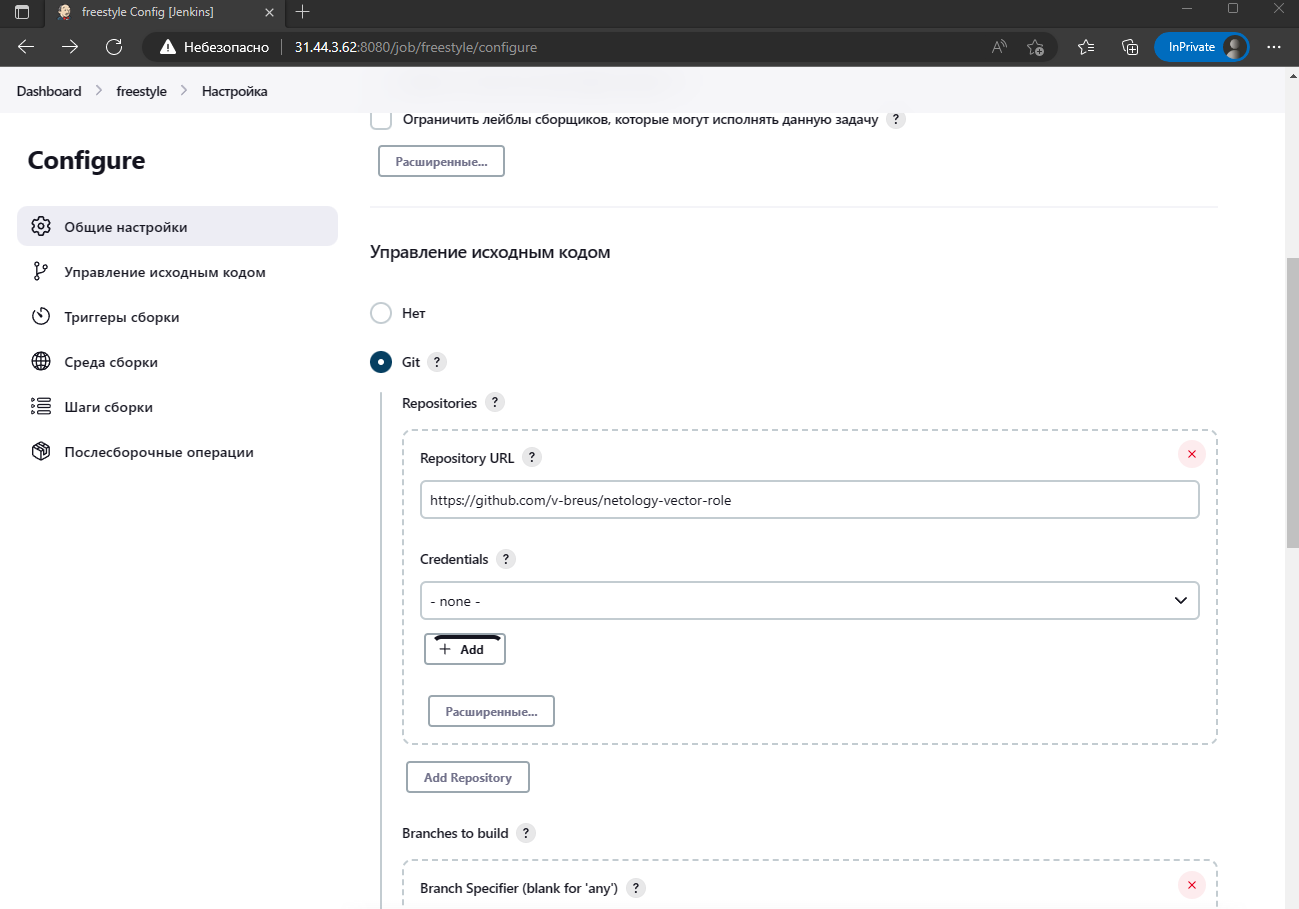 freestyle Config [Jenkins]
Небезопасно 31.44.3.62:8080/job/freestyle/configure
InPrivate
Dashboard freestyle Настройка
Configure
Общие настройки
Управление исходным кодом
Триггеры сборки
Среда сборки
Шаги сборки
Послесборочные операции
Ограничить лейблы сборщиков, которые могут исполнять данную задачу ?
Расширенные...
Управление исходным кодом
Нет
Git ?
Repositories ?
Repository URL ?
https://github.com/v-breus/netology-vector-role
Credentials ?
- none -
+ Add
Расширенные...
Add Repository
Branches to build ?
Branch Specifier (blank for 'any') ?